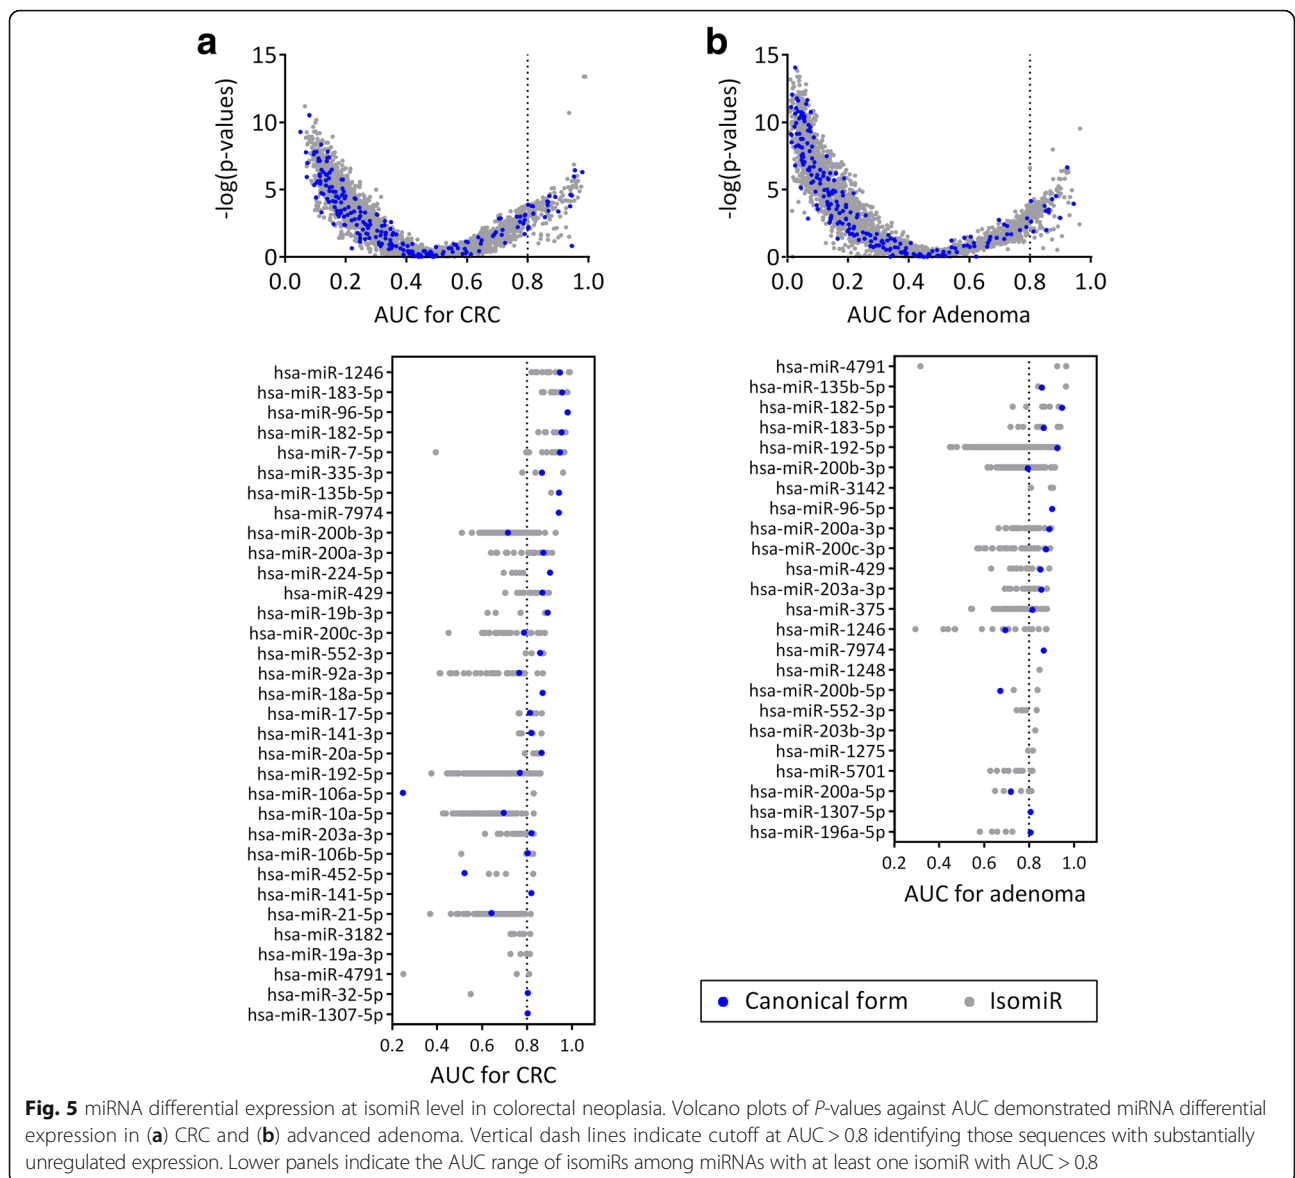 a
15
10
5
0
-log(p-values)
0.0 0.2 0.4 0.6 0.8 1.0
AUC for CRC
b
15
10
5
0
-log(p-values)
0.0 0.2 0.4 0.6 0.8 1.0
AUC for Adenoma
hsa-miR-1246
hsa-miR-183-5p
hsa-miR-96-5p
hsa-miR-182-5p
hsa-miR-7-5p
hsa-miR-335-3p
hsa-miR-135b-5p
hsa-miR-7974
hsa-miR-200b-3p
hsa-miR-200a-3p
hsa-miR-224-5p
hsa-miR-429
hsa-miR-19b-3p
hsa-miR-200c-3p
hsa-miR-552-3p
hsa-miR-92a-3p
hsa-miR-18a-5p
hsa-miR-17-5p
hsa-miR-141-3p
hsa-miR-20a-5p
hsa-miR-192-5p
hsa-miR-106a-5p
hsa-miR-10a-5p
hsa-miR-203a-3p
hsa-miR-106b-5p
hsa-miR-452-5p
hsa-miR-141-5p
hsa-miR-21-5p
hsa-miR-3182
hsa-miR-19a-3p
hsa-miR-4791
hsa-miR-32-5p
hsa-miR-1307-5p
0.2 0.4 0.6 0.8 1.0
AUC for CRC
hsa-miR-4791
hsa-miR-135b-5p
hsa-miR-182-5p
hsa-miR-183-5p
hsa-miR-192-5p
hsa-miR-200b-3p
hsa-miR-3142
hsa-miR-96-5p
hsa-miR-200a-3p
hsa-miR-200c-3p
hsa-miR-429
hsa-miR-203a-3p
hsa-miR-375
hsa-miR-1246
hsa-miR-7974
hsa-miR-1248
hsa-miR-200b-5p
hsa-miR-552-3p
hsa-miR-203b-3p
hsa-miR-1275
hsa-miR-5701
hsa-miR-200a-5p
hsa-miR-1307-5p
hsa-miR-196a-5p
0.2 0.4 0.6 0.8 1.0
AUC for adenoma
Canonical form IsomiR
Fig. 5 miRNA differential expression at isomiR level in colorectal neoplasia. Volcano plots of P-values against AUC demonstrated miRNA differential
expression in (a) CRC and (b) advanced adenoma. Vertical dash lines indicate cutoff at AUC > 0.8 identifying those sequences with substantially
unregulated expression. Lower panels indicate the AUC range of isomiRs among miRNAs with at least one isomiR with AUC > 0.8